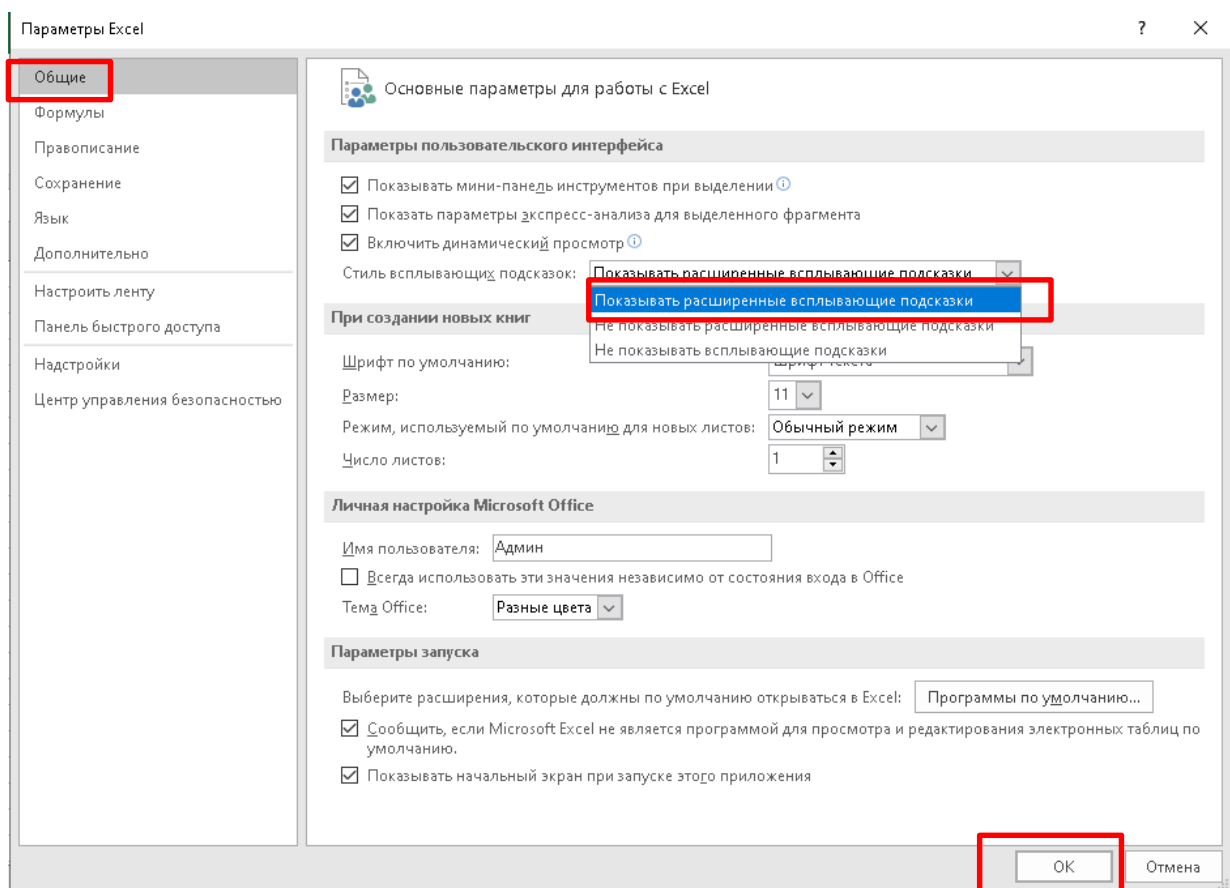 Параметры Excel
?
Общие
Формулы
Правописание
Сохранение
Язык
Дополнительно
Настроить ленту
Панель быстрого доступа
Надстройки
Центр управления безопасностью
Основные параметры для работы с Excel
Параметры пользовательского интерфейса
Показывать мини-панель инструментов при выделении
Показать параметры экспресс-анализа для выделенного фрагмента
Включить динамический просмотр
Стиль всплывающих подсказок: Показывать расширенные всплывающие подсказки
Показывать расширенные всплывающие подсказки
Не показывать расширенные всплывающие подсказки
Не показывать всплывающие подсказки
При создании новых книг
Шрифт по умолчанию: Шрифт текста
Размер: 11
Режим, используемый по умолчанию для новых листов: Обычный режим
Число листов: 1
Личная настройка Microsoft Office
Имя пользователя: Админ
Всегда использовать эти значения независимо от состояния входа в Office
Тема Office: Разные цвета
Параметры запуска
Выберите расширения, которые должны по умолчанию открываться в Excel: Программы по умолчанию...
Сообщить, если Microsoft Excel не является программой для просмотра и редактирования электронных таблиц по
умолчанию.
Показывать начальный экран при запуске этого приложения
ОК
Отмена